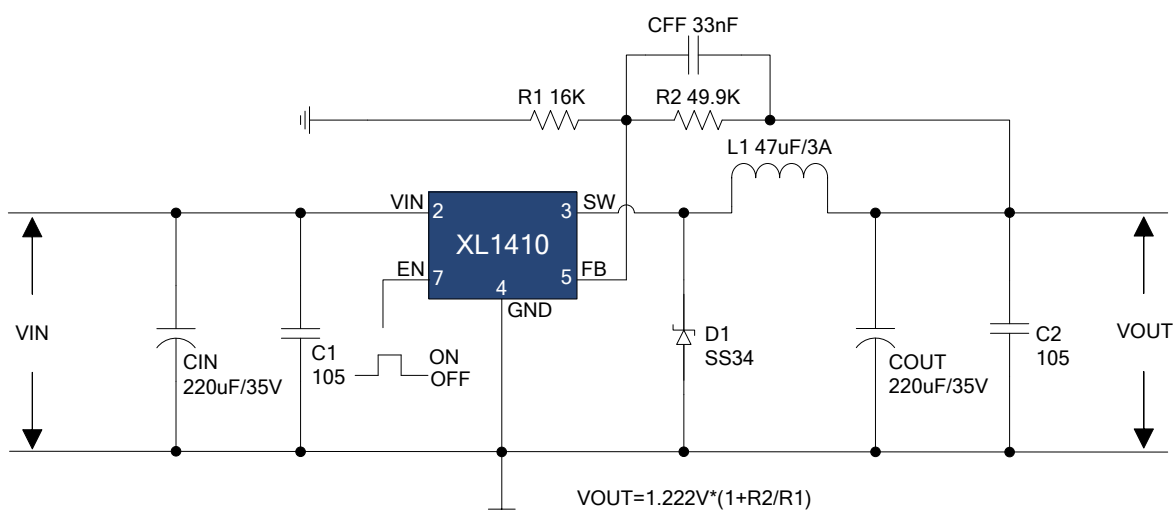 CFF 33nF
R1 16K
R2 49.9K
L1 47uF/3A
VIN
2
3
SW
XL1410
EN
7
4
5
FB
GND
VIN
CIN
220uF/35V
C1
105
ON
OFF
D1
SS34
COUT
220uF/35V
C2
105
VOUT
VOUT=1.222V*(1+R2/R1)